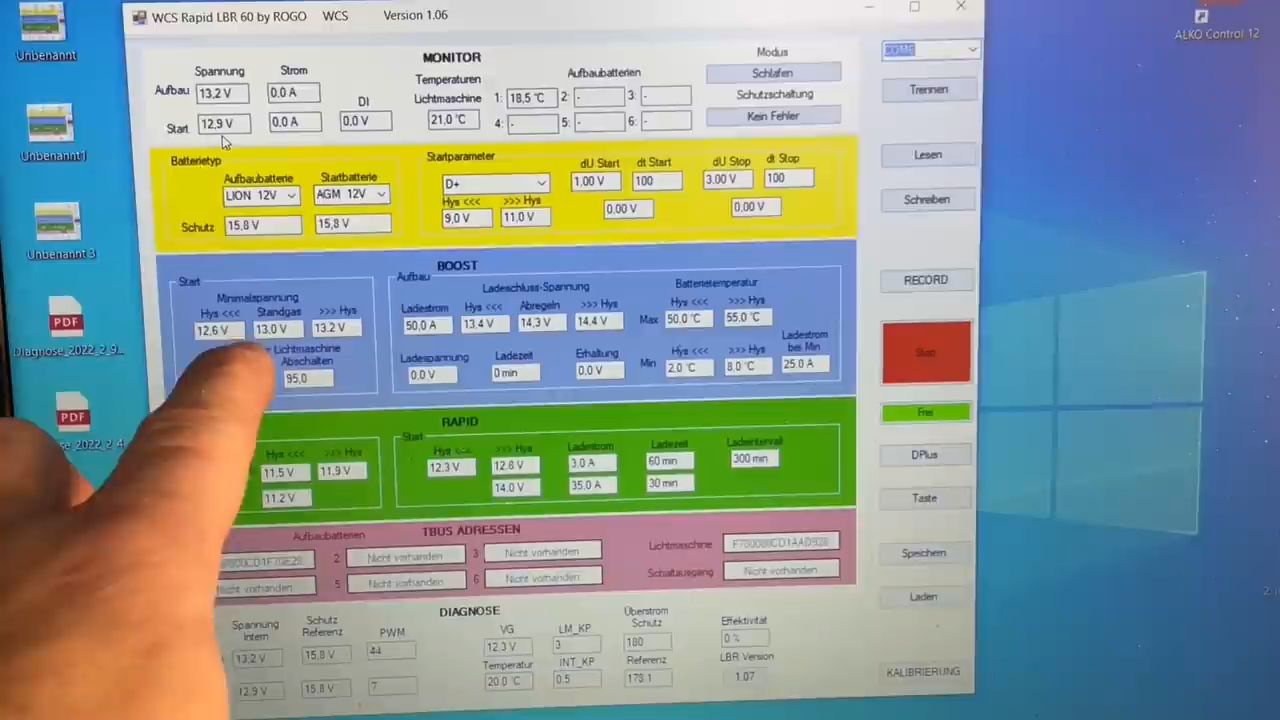 WCS Rapid LBR 60 by ROGO WCS Version 1.06
Unbenannt
Unbenannt1
Unbenannt 3
PDF
Diagnose_2022_2_9...
PDF
ALKO Control 12
MONITOR
Spannung Strom
Aufbau 13,2 V 0.0 A
DI
Start 12,9 V 0.0 A 0.0 V
Temperaturen
Lichtmaschine
21,0 °C
Aufbaubatterien
1: 18,5 °C 2: - 3: -
4: - 5: - 6: -
Modus
Schlafen
Schutzschaltung
Kein Fehler
Batterietyp
Aufbaubatterie Startbatterie
LION 12V AGM 12V
Schutz 15,8 V 15,8 V
Startparameter
D+
Hys <<< >>> Hys
9,0 V 11,0 V
dU Start dt Start dU Stop dt Stop
1,00 V 100 3.00 V 100
0.00 V 0.00 V
BOOST
Start
Minimalspannung
Hys <<< Standgas >>> Hys
12,6 V 13.0 V 13.2 V
Lichtmaschine
Abschalten
95,0
Aufbau
Ladeschluss-Spannung
Ladestrom Hys <<< Abregeln >>> Hys
50,0 A 13,4 V 14,3 V 14,4 V
Ladespannung Ladezeit Erhaltung
0.0 V 0 min 0.0 V
Batterietemperatur
Hys <<< >>> Hys
Max 50.0 °C 55.0 °C
Hys <<< >>> Hys
Min 2.0 °C 8.0 °C
Ladestrom
bei Min
25.0 A
RAPID
Hys <<< >>> Hys
11.5 V 11.9 V
11.2 V
Start
Hys <<< >>> Hys Ladestrom Ladezeit Ladeintervall
12.3 V 12.8 V 3.0 A 60 min 300 min
14.0 V 35.0 A 30 min
TBUS ADRESSEN
Aufbaubatterien
2 Nicht vorhanden 3 Nicht vorhanden
Nicht vorhanden 5 Nicht vorhanden 6 Nicht vorhanden
Lichtmaschine
Schaltausgang Nicht vorhanden
DIAGNOSE
Spannung
Intern
13,2 V
12.9 V
Schutz
Referenz
15,8 V
15,8 V
PWM
44
7
VG LM_KP
12.3 V 3
Temperatur INT_KP
20.0 °C 0.5
Überstrom
Schutz
180
Referenz
178.1
Effektivität
0 %
LBR Version
1.07
COM6
Trennen
Lesen
Schreiben
RECORD
Stop
Frei
DPlus
Taste
Speichern
Laden
KALIBRIERUNG